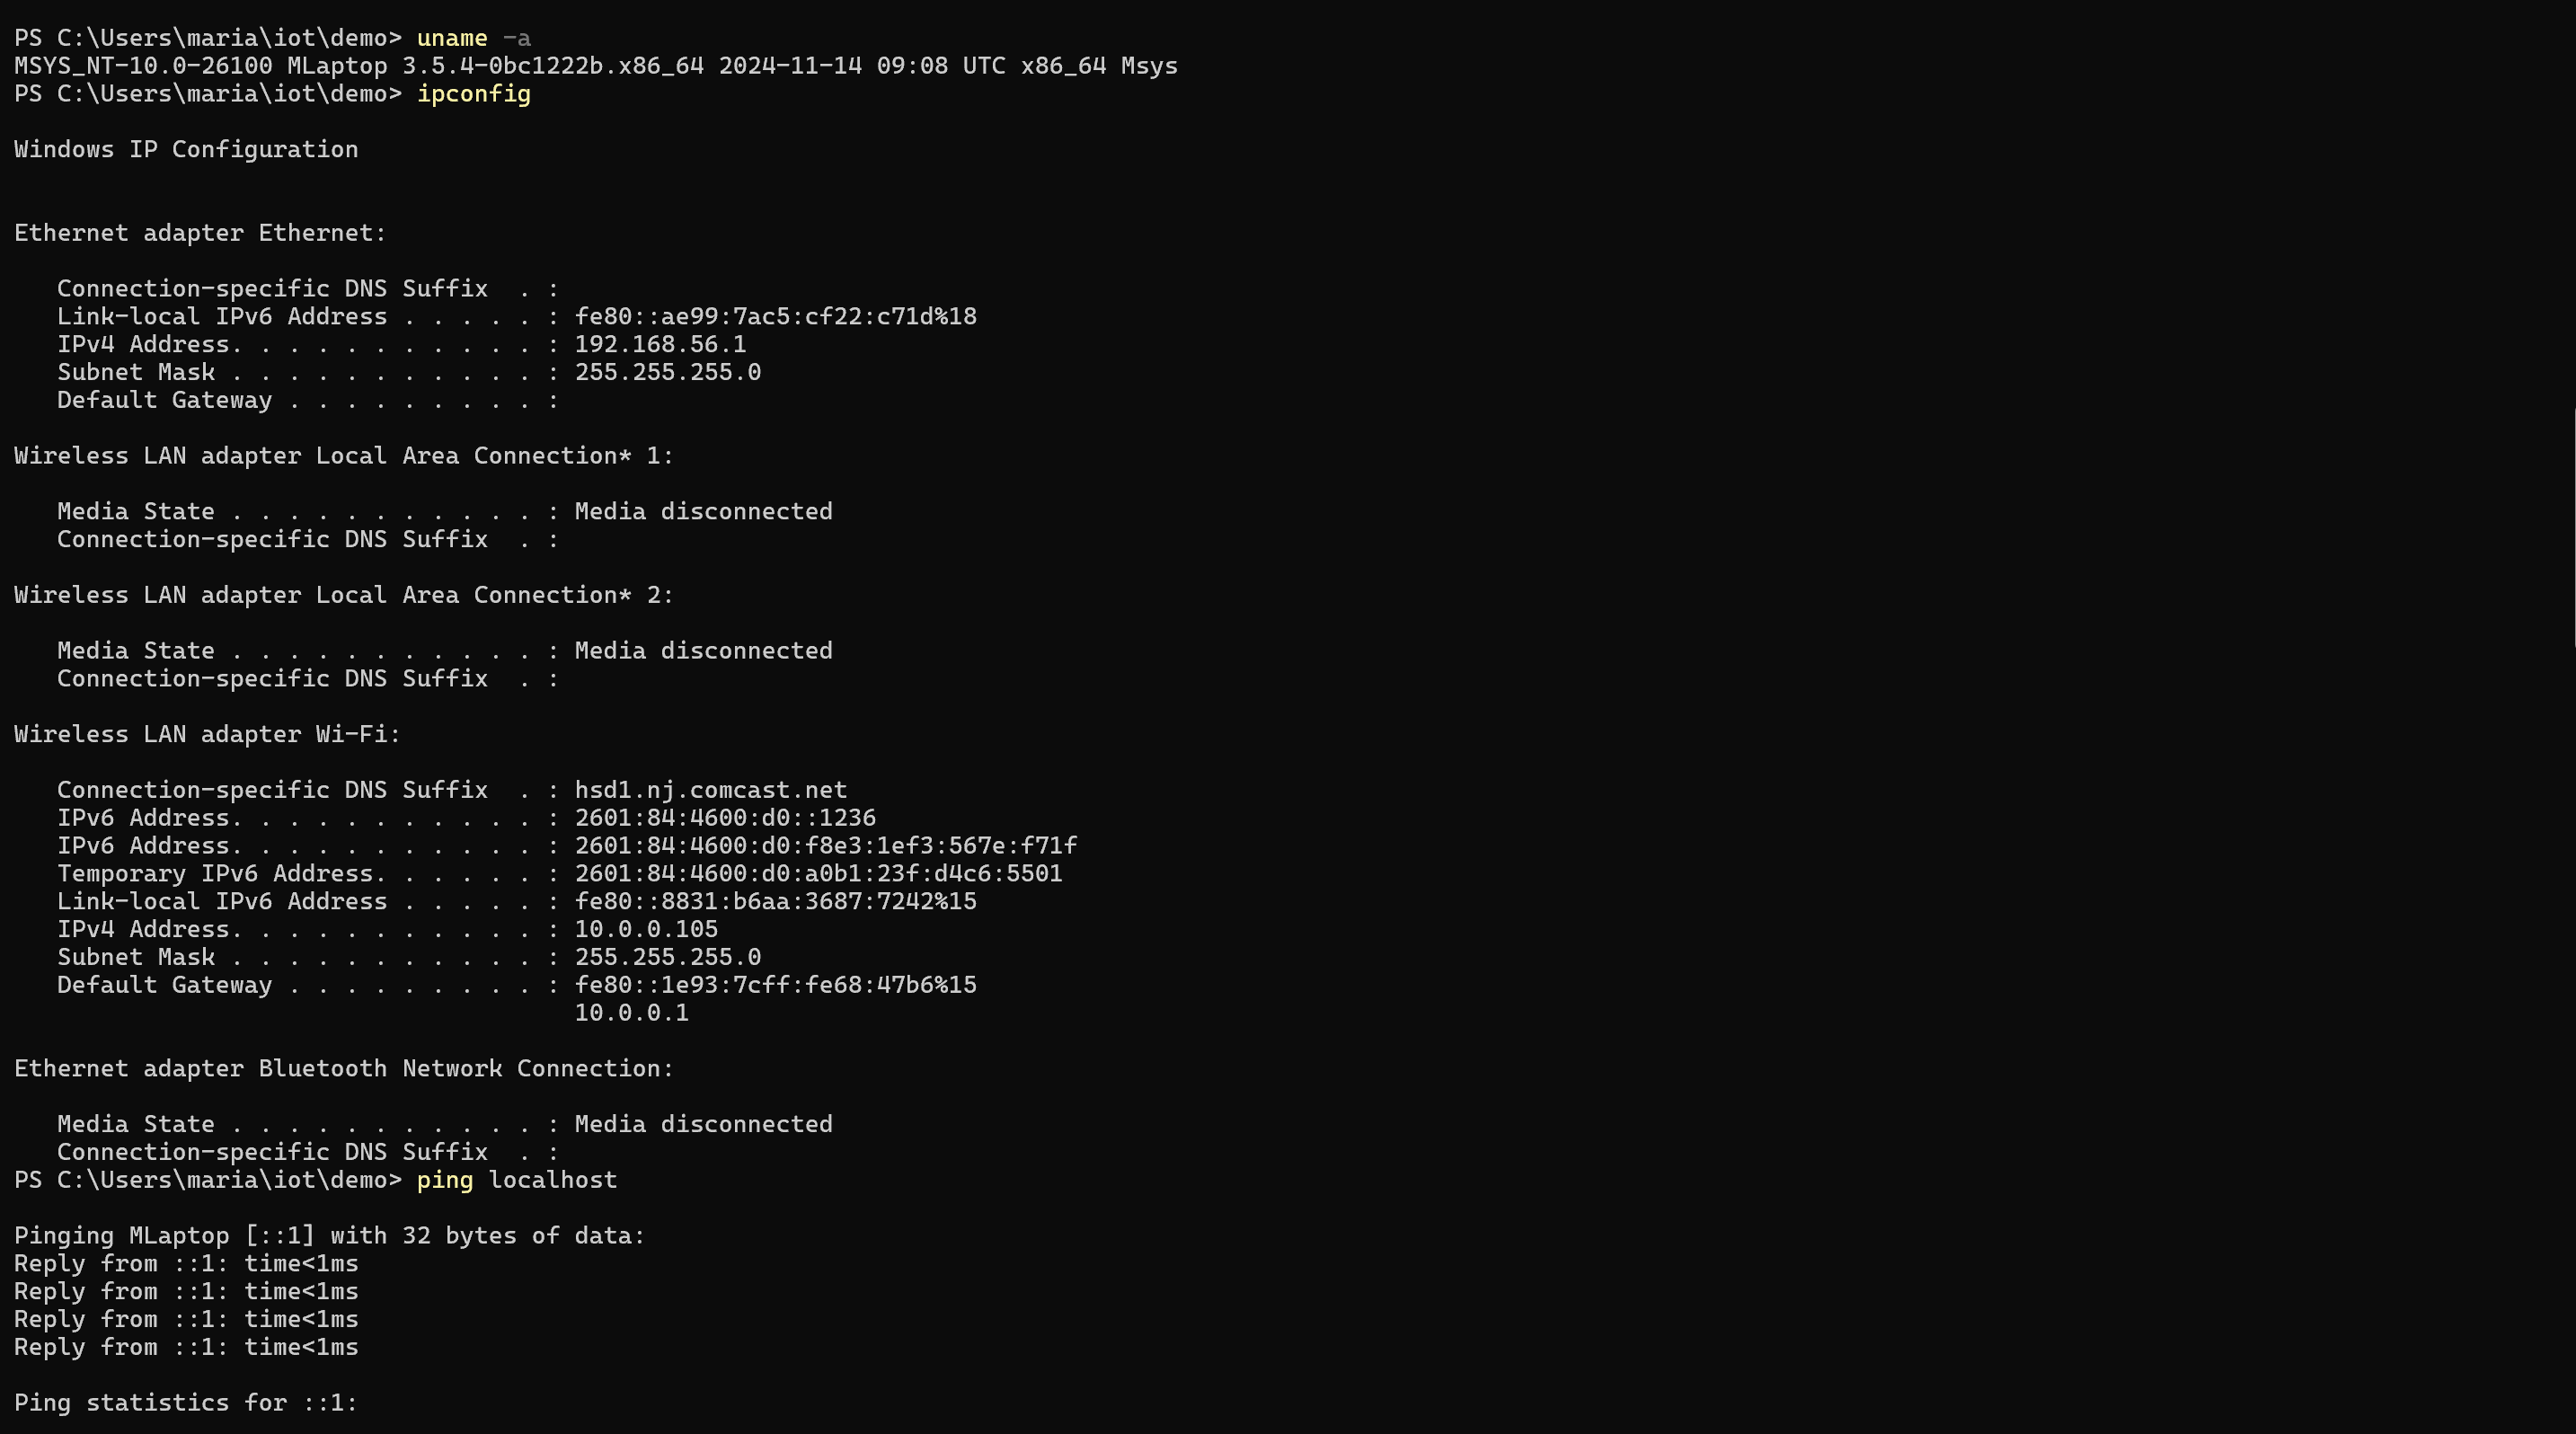 PS C:\Users\maria\iot\demo> uname -a
MSYS_NT-10.0-26100 MLaptop 3.5.4-0bc1222b.x86_64 2024-11-14 09:08 UTC x86_64 Msys
PS C:\Users\maria\iot\demo> ipconfig
Windows IP Configuration
Ethernet adapter Ethernet:
   Connection-specific DNS Suffix  . :
   Link-local IPv6 Address . . . . . : fe80::ae99:7ac5:cf22:c71d%18
   IPv4 Address. . . . . . . . . . . : 192.168.56.1
   Subnet Mask . . . . . . . . . . . : 255.255.255.0
   Default Gateway . . . . . . . . . :
Wireless LAN adapter Local Area Connection* 1:
   Media State . . . . . . . . . . . : Media disconnected
   Connection-specific DNS Suffix  . :
Wireless LAN adapter Local Area Connection* 2:
   Media State . . . . . . . . . . . : Media disconnected
   Connection-specific DNS Suffix  . :
Wireless LAN adapter Wi-Fi:
   Connection-specific DNS Suffix  . : hsd1.nj.comcast.net
   IPv6 Address. . . . . . . . . . . : 2601:84:4600:d0::1236
   IPv6 Address. . . . . . . . . . . : 2601:84:4600:d0:f8e3:1ef3:567e:f71f
   Temporary IPv6 Address. . . . . . : 2601:84:4600:d0:a0b1:23f:d4c6:5501
   Link-local IPv6 Address . . . . . : fe80::8831:b6aa:3687:7242%15
   IPv4 Address. . . . . . . . . . . : 10.0.0.105
   Subnet Mask . . . . . . . . . . . : 255.255.255.0
   Default Gateway . . . . . . . . . : fe80::1e93:7cff:fe68:47b6%15
                                       10.0.0.1
Ethernet adapter Bluetooth Network Connection:
   Media State . . . . . . . . . . . : Media disconnected
   Connection-specific DNS Suffix  . :
PS C:\Users\maria\iot\demo> ping localhost
Pinging MLaptop [::1] with 32 bytes of data:
Reply from ::1: time<1ms
Reply from ::1: time<1ms
Reply from ::1: time<1ms
Reply from ::1: time<1ms
Ping statistics for ::1: